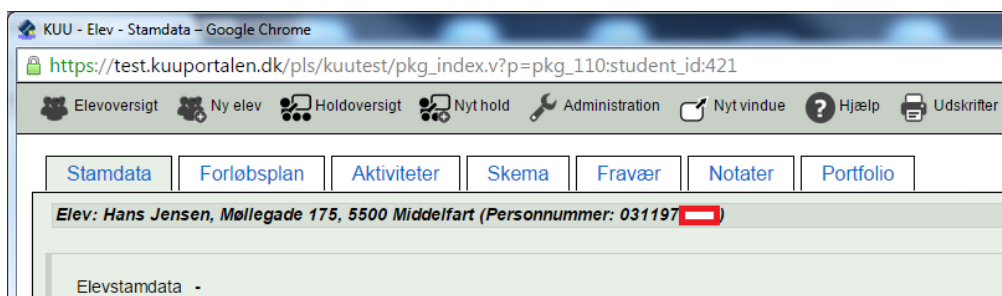 KUU - Elev - Stamdata – Google Chrome
https://test.kuuportalen.dk/pls/kuutest/pkg_index.v?p=pkg_110:student_id:421
Elevoversigt Ny elev Holdoversigt Nyt hold Administration Nyt vindue Hjælp Udskrifter
Stamdata Forløbsplan Aktiviteter Skema Fravær Notater Portfolio
Elev: Hans Jensen, Møllegade 175, 5500 Middelfart (Personnummer: 031197 )
Elevstamdata -